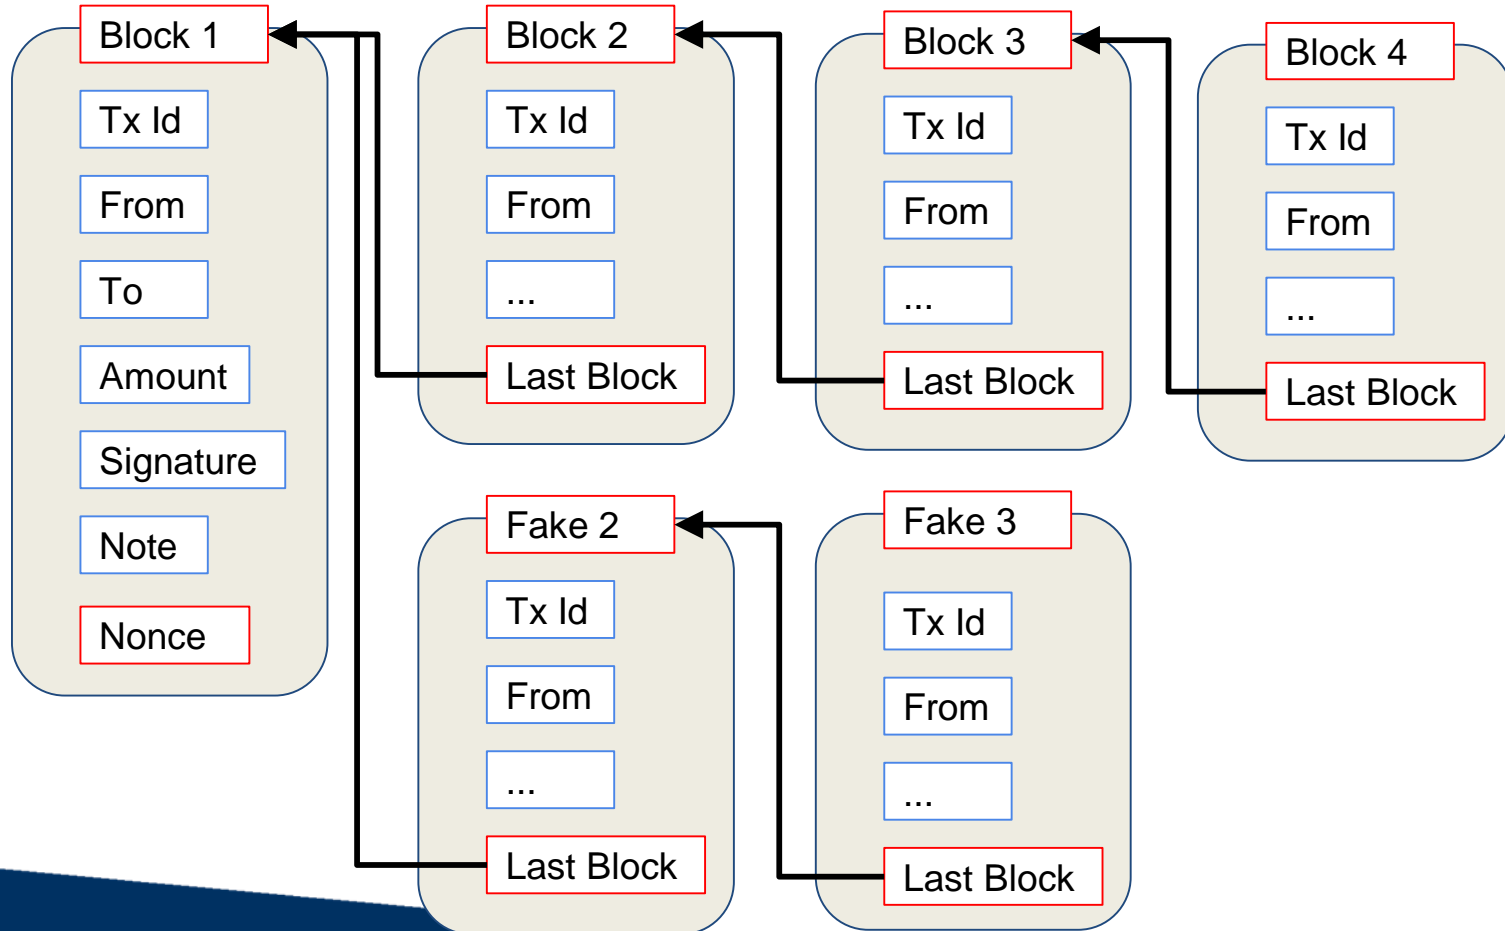 Block 1
Tx Id
From
To
Amount
Signature
Note
Nonce
Block 2
Tx Id
From
...
Last Block
Block 3
Tx Id
From
...
Last Block
Block 4
Tx Id
From
...
Last Block
Fake 2
Tx Id
From
...
Last Block
Fake 3
Tx Id
From
...
Last Block